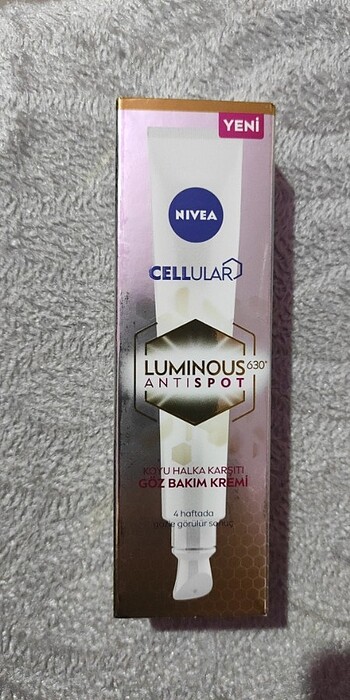 YENİ
NIVEA
CELLULAR
LUMINOUS 630®
ANTISPOT
KOYU HALKA KARŞITI
GÖZ BAKIM KREMİ
4 haftada
gözle görülür sonuç